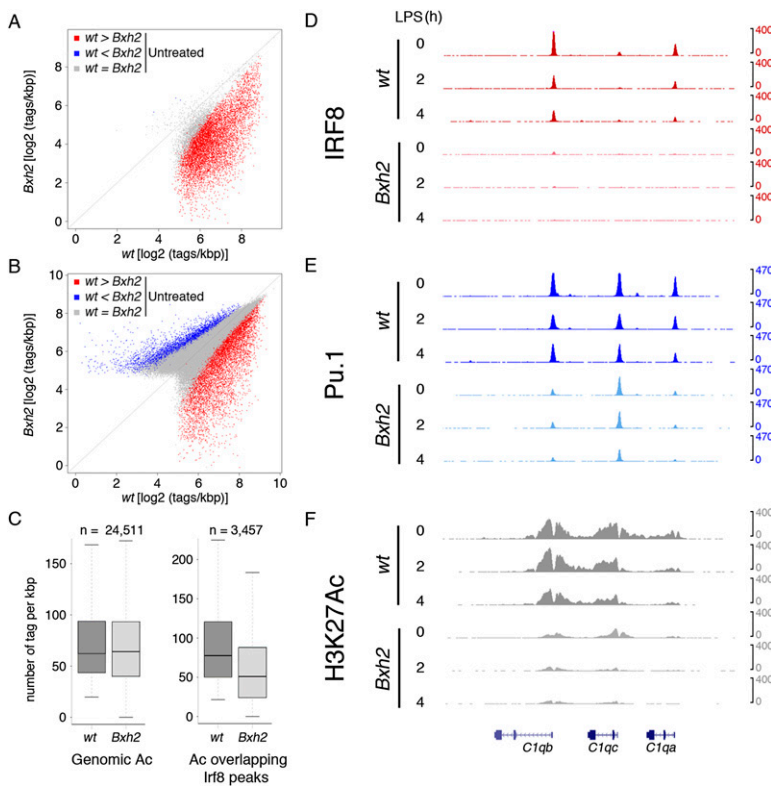 A
wt > Bxh2
wt < Bxh2
wt = Bxh2
Untreated
Bxh2 [log2 (tags/kbp)]
8
6
4
2
0
0 2 4 6 8 10
wt [log2 (tags/kbp)]
B
wt > Bxh2
wt < Bxh2
wt = Bxh2
Untreated
Bxh2 [log2 (tags/kbp)]
10
8
6
4
2
0
0 2 4 6 8 10
wt [log2 (tags/kbp)]
C
n = 24,511
n = 3,457
number of tag per kbp
150
100
50
0
200
150
100
50
0
wt Bxh2
wt Bxh2
Genomic Ac
Ac overlapping
Irf8 peaks
D
LPS (h)
IRF8
wt
0
2
4
Bxh2
0
2
4
400
0
400
0
400
0
400
0
400
0
400
0
E
Pu.1
wt
0
2
4
Bxh2
0
2
4
470
0
470
0
470
0
470
0
470
0
470
0
F
H3K27Ac
wt
0
2
4
Bxh2
0
2
4
400
0
400
0
400
0
400
0
400
0
400
0
C1qb
C1qc
C1qa